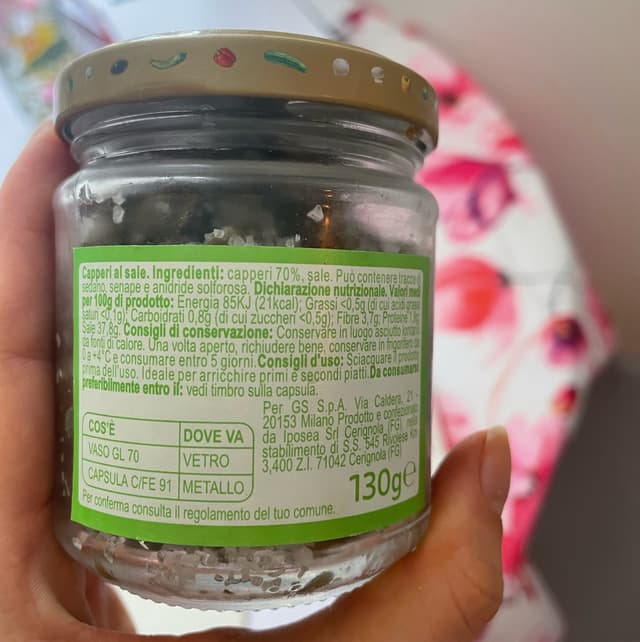 Capperi al sale. Ingredienti: capperi 70%, sale. Può contenere tracce di
sedano, senape e anidride solforosa. Dichiarazione nutrizionale. Valori medi
per 100g di prodotto: Energia 85KJ (21kcal); Grassi <0,5g (di cui acidi grassi
saturi <0,1g); Carboidrati 0,8g (di cui zuccheri <0,5g); Fibre 3,7g; Proteine
Sale 37,8g. Consigli di conservazione: Conservare in luogo asciutto lontano
da fonti di calore. Una volta aperto, richiudere bene, conservare in frigorifero da
0 a +4°C e consumare entro 5 giorni. Consigli d'uso: Sciacquare il prodotto
prima dell'uso. Ideale per arricchire primi e secondi piatti. Da consumarsi
preferibilmente entro il: vedi timbro sulla capsula.
Per GS S.p.A. Via Caldera, 21 -
20153 Milano Prodotto e confezionato
da Iposea Srl Cerignola (FG) nello
stabilimento di S.S. 545 Rivolese Km
3,400 Z.I. 71042 Cerignola (FG)
COS'È DOVE VA
VASO GL 70 VETRO
CAPSULA C/FE 91 METALLO
130g e
Per conferma consulta il regolamento del tuo comune.